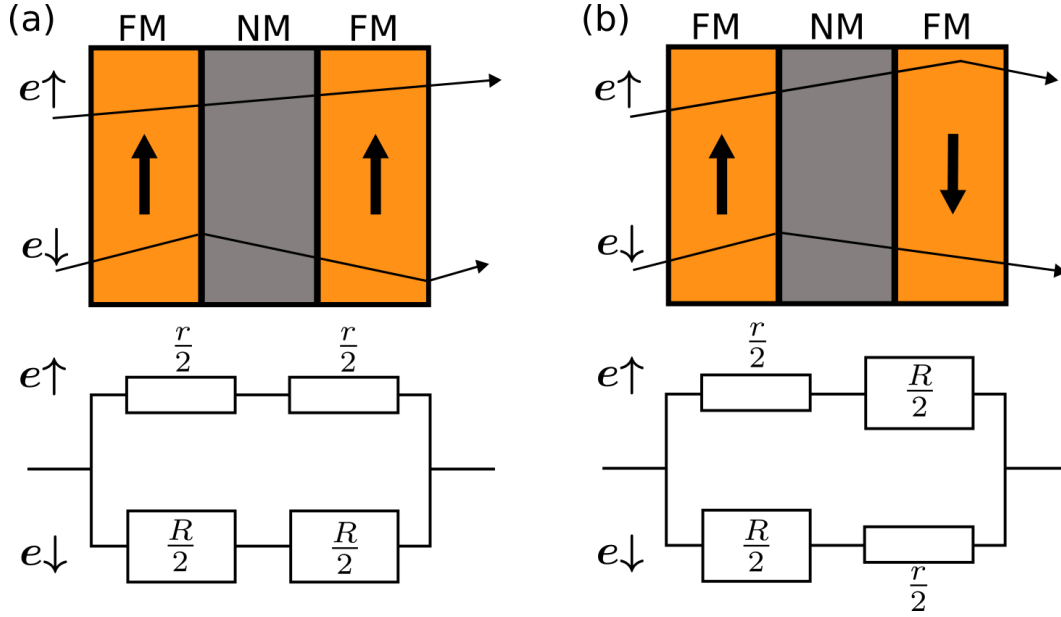 (a) FM NM FM
e↑
e↓
r/2 r/2
e↑
R/2 R/2
e↓
(b) FM NM FM
e↑
e↓
r/2
e↑ R/2
e↓ R/2
r/2